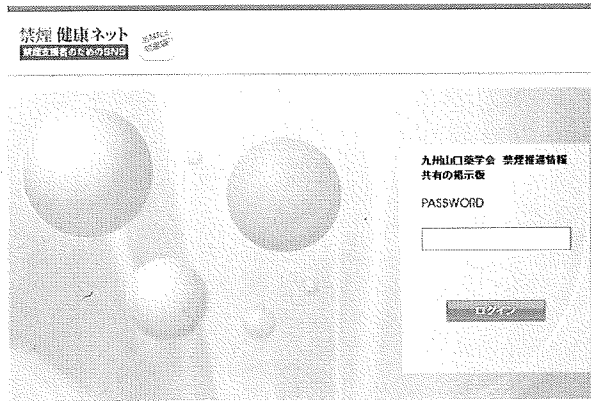 禁煙 健康ネット
禁煙支援者のためのSNS
九州山口薬学会 禁煙推進情報
共有の掲示板
PASSWORD
ログイン